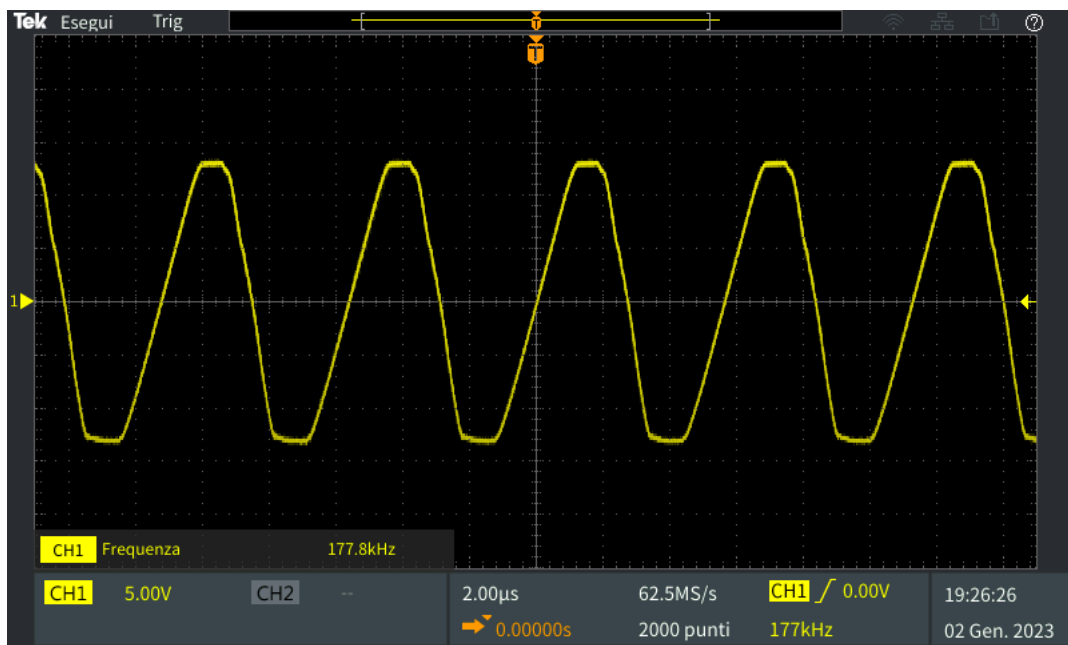 Tek Esegui Trig
T
T
1
CH1 Frequenza 177.8kHz
CH1 5.00V CH2 -- 2.00µs 62.5MS/s CH1 0.00V 19:26:26
0.00000s 2000 punti 177kHz 02 Gen. 2023